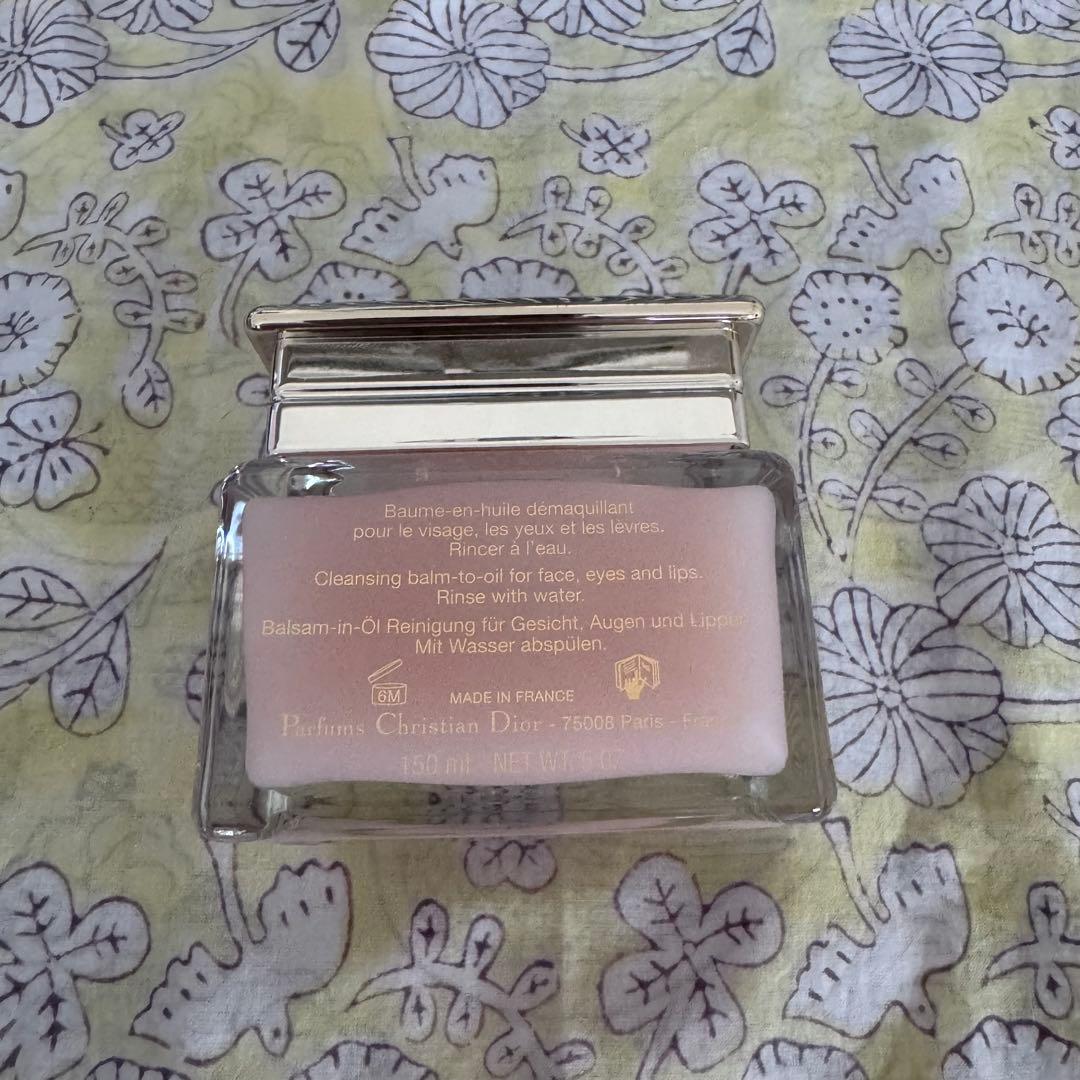 Baume-en-huile démaquillant
pour le visage, les yeux et les lèvres.
Rincer à l'eau.
Cleansing balm-to-oil for face, eyes and lips.
Rinse with water.
Balsam-in-Öl Reinigung für Gesicht, Augen und
Mit Wasser abspülen.
6M
MADE IN FRANCE
Parfums Christian Dior - 75008 Paris -
150 ml NET WT.